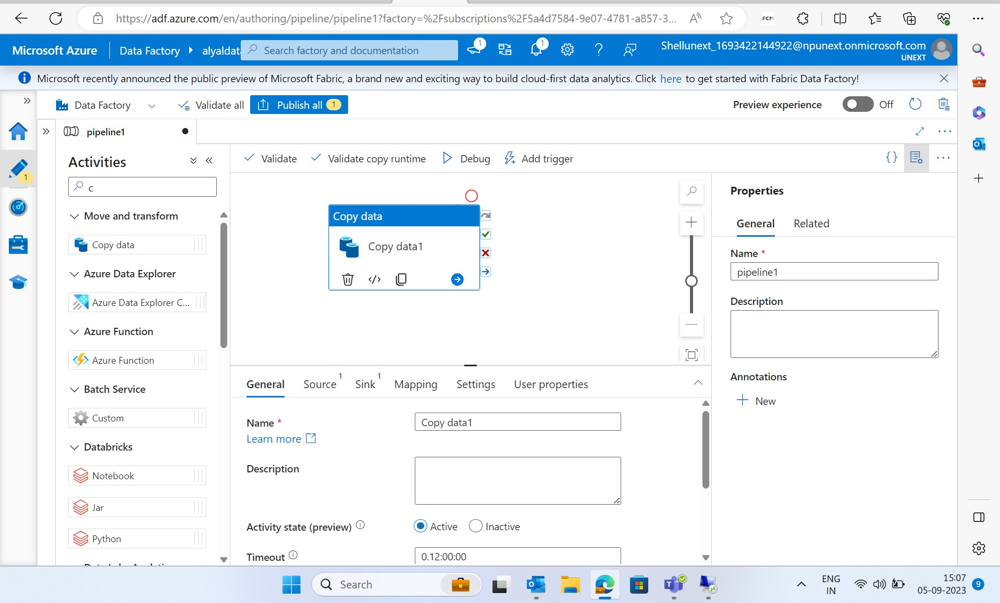 https://adf.azure.com/en/authoring/pipeline/pipeline1?factory=%2Fsubscriptions%2F5a4d7584-9e07-4781-a857-3...
FCM
Microsoft Azure
Data Factory
alyaldat
Search factory and documentation
1
1
Shellunext_1693422144922@npunext.onmicrosoft.com
UNEXT
Microsoft recently announced the public preview of Microsoft Fabric, a brand new and exciting way to build cloud-first data analytics. Click here to get started with Fabric Data Factory!
Data Factory
Validate all
Publish all 1
Preview experience
Off
pipeline1
1
Activities
c
Move and transform
Copy data
Azure Data Explorer
Azure Data Explorer C...
Azure Function
Azure Function
Batch Service
Custom
Databricks
Notebook
Jar
Python
Validate
Validate copy runtime
Debug
Add trigger
Copy data
Copy data1
General
Source 1
Sink 1
Mapping
Settings
User properties
Name *
Copy data1
Learn more
Description
Activity state (preview)
Active
Inactive
Timeout
0.12:00:00
Properties
General
Related
Name *
pipeline1
Description
Annotations
New
Search
ENG
IN
15:07
05-09-2023
9